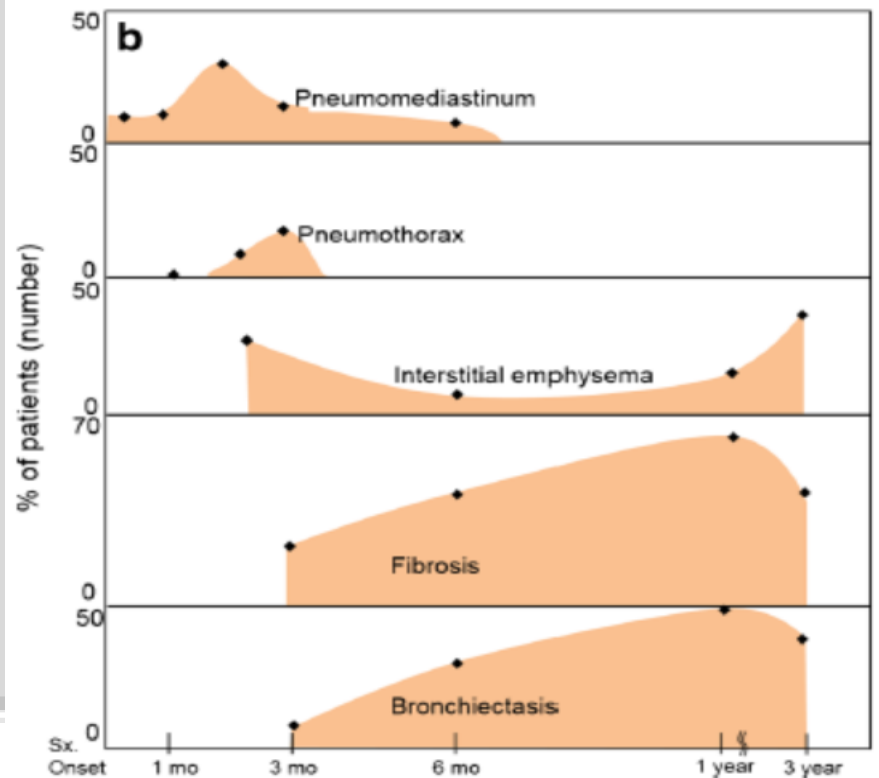 b
% of patients (number)
50
Pneumomediastinum
0
50
Pneumothorax
0
50
Interstitial emphysema
0
70
Fibrosis
0
50
Bronchiectasis
0
Sx.
Onset 1 mo 3 mo 6 mo 1 year 3 year